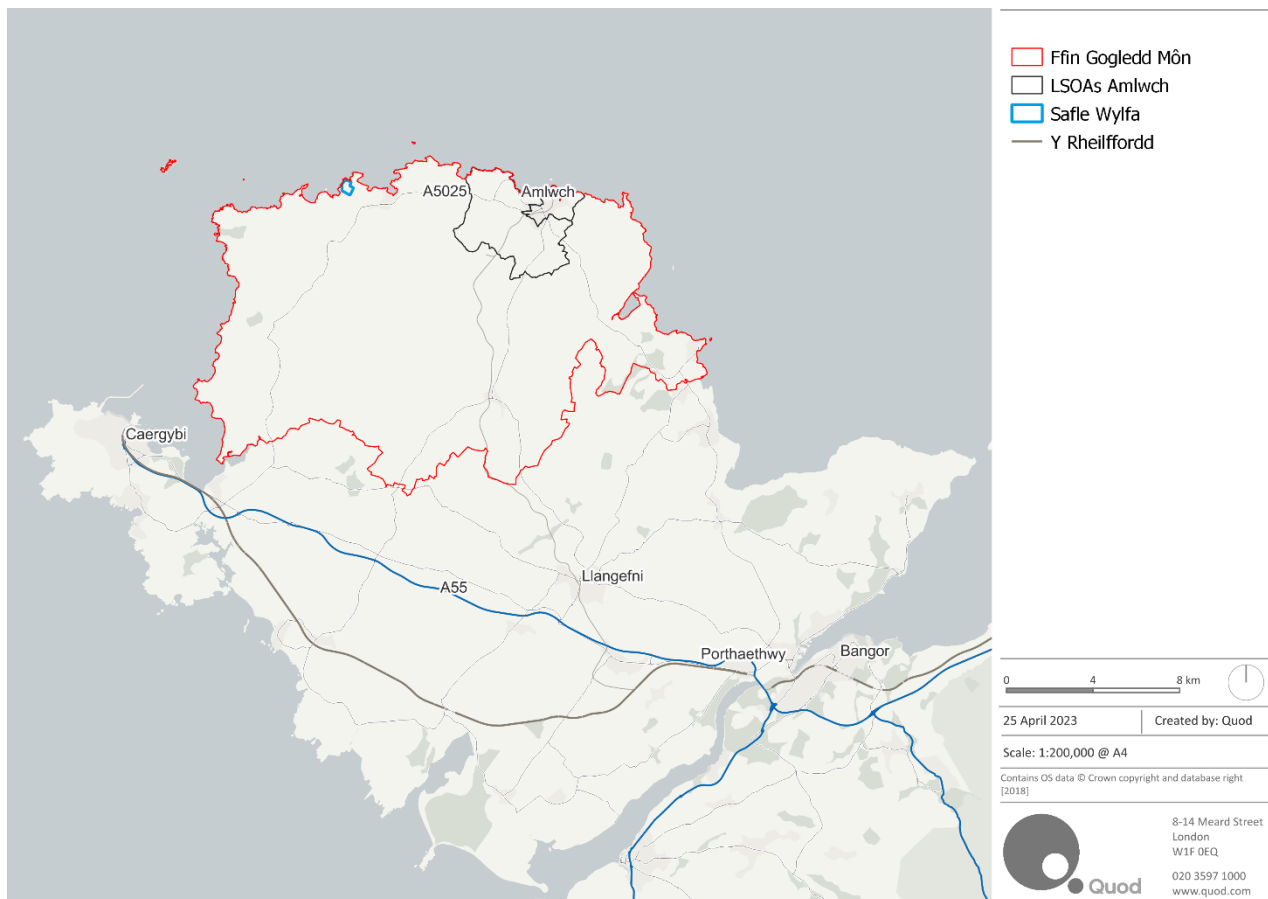 Ffin Gogledd Môn
LSOAs Amlwch
Safle Wylfa
Y Rheilffordd
A5025
Amlwch
Caergybi
Llangefni
A55
Porthaethwy
Bangor
0 4 8 km
25 April 2023
Created by: Quod
Scale: 1:200,000 @ A4
Contains OS data © Crown copyright and database right
[2018]
8-14 Meard Street
London
W1F 0EQ
020 3597 1000
www.quod.com
Quod